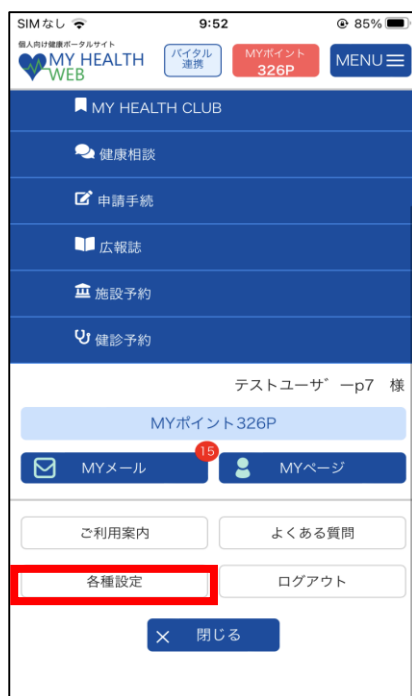 SIMなし 9:52 85%
個人向け健康ポータルサイト
MY HEALTH WEB
バイタル連携
MYポイント
326P
MENU
MY HEALTH CLUB
健康相談
申請手続
広報誌
施設予約
健診予約
テストユーザーp7 様
MYポイント326P
15
MYメール MYページ
ご利用案内 よくある質問
各種設定 ログアウト
× 閉じる